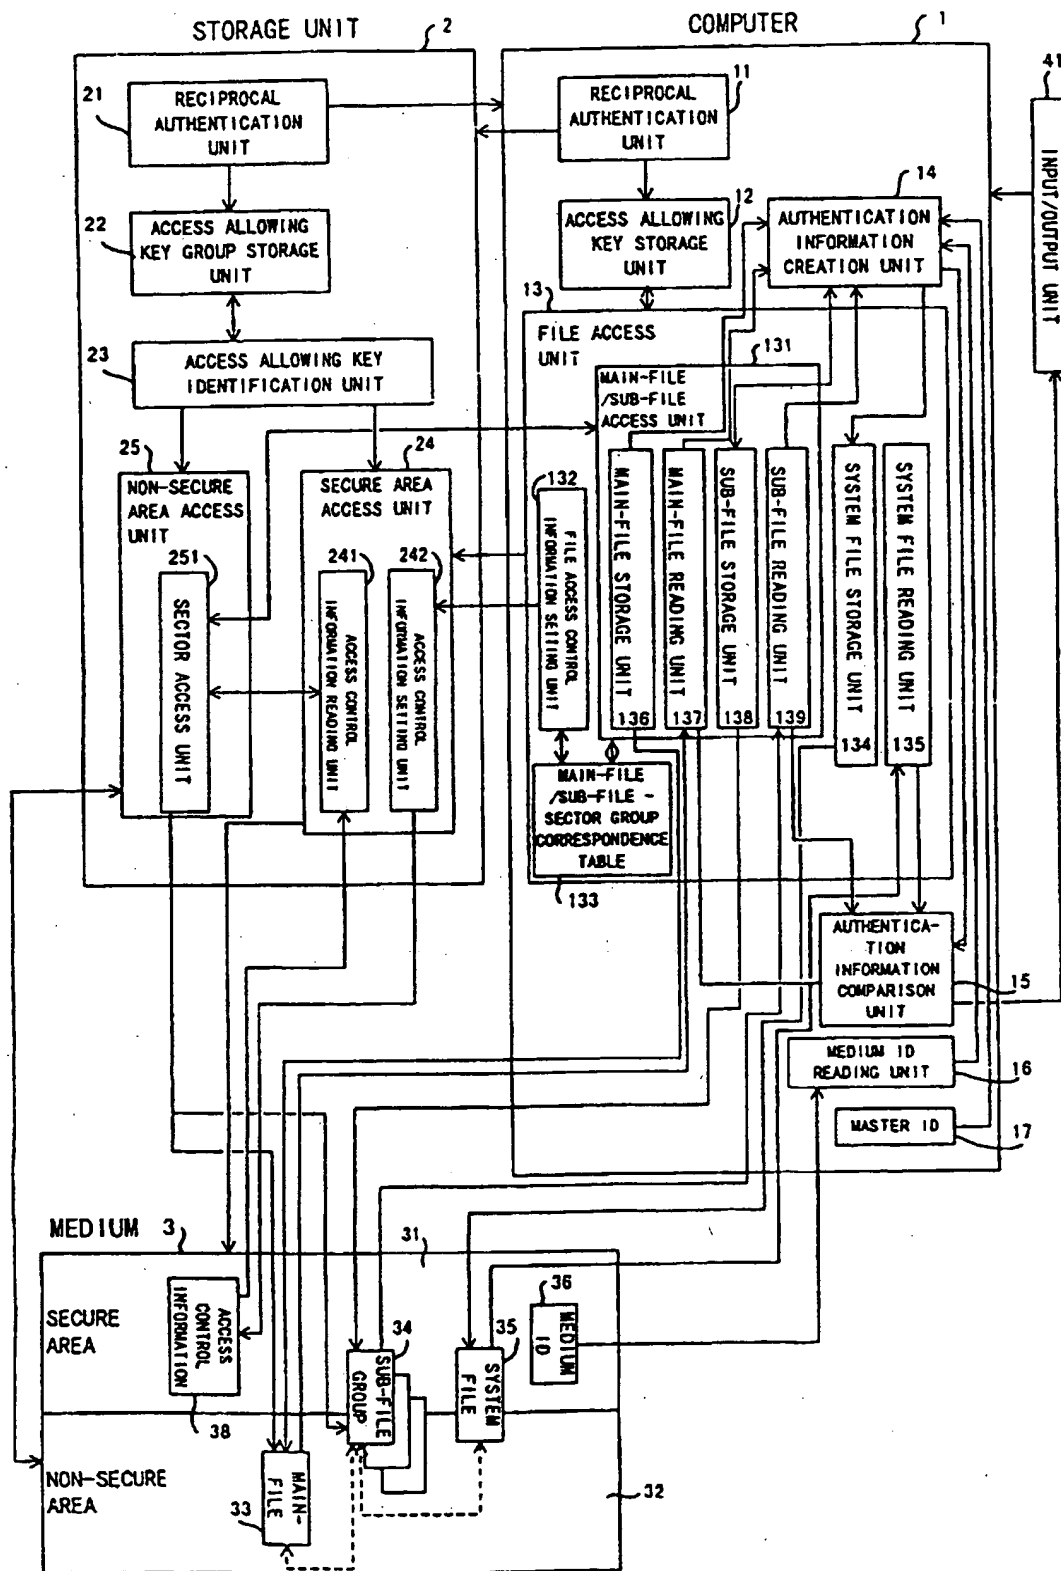 STORAGE UNIT
2
COMPUTER
1
41
INPUT/OUTPUT UNIT
21
RECIPROCAL
AUTHENTICATION
UNIT
11
RECIPROCAL
AUTHENTICATION
UNIT
22
ACCESS ALLOWING
KEY GROUP STORAGE
UNIT
12
ACCESS ALLOWING
KEY STORAGE
UNIT
14
AUTHENTICATION
INFORMATION
CREATION UNIT
23
ACCESS ALLOWING KEY
IDENTIFICATION UNIT
13
FILE ACCESS
UNIT
131
MAIN-FILE
/SUB-FILE
ACCESS UNIT
25
NON-SECURE
AREA ACCESS
UNIT
251
SECTOR ACCESS UNIT
24
SECURE AREA
ACCESS UNIT
241
ACCESS CONTROL
INFORMATION READING UNIT
242
ACCESS CONTROL
INFORMATION SETTING UNIT
132
FILE ACCESS CONTROL
INFORMATION SETTING UNIT
MAIN-FILE STORAGE UNIT
136
MAIN-FILE READING UNIT
137
SUB-FILE STORAGE UNIT
138
SUB-FILE READING UNIT
139
SYSTEM FILE STORAGE UNIT
134
SYSTEM FILE READING UNIT
135
MAIN-FILE
/SUB-FILE -
SECTOR GROUP
CORRESPONDENCE
TABLE
133
AUTHENTICA-
TION
INFORMATION
COMPARISON
UNIT
15
MEDIUM ID
READING UNIT
16
MASTER ID
17
MEDIUM 3
31
SECURE
AREA
ACCESS
CONTROL
INFORMATION
38
34
SUB-FILE
GROUP
35
SYSTEM
FILE
36
MEDIUM
ID
NON-SECURE
AREA
33
MAIN-
FILE
32